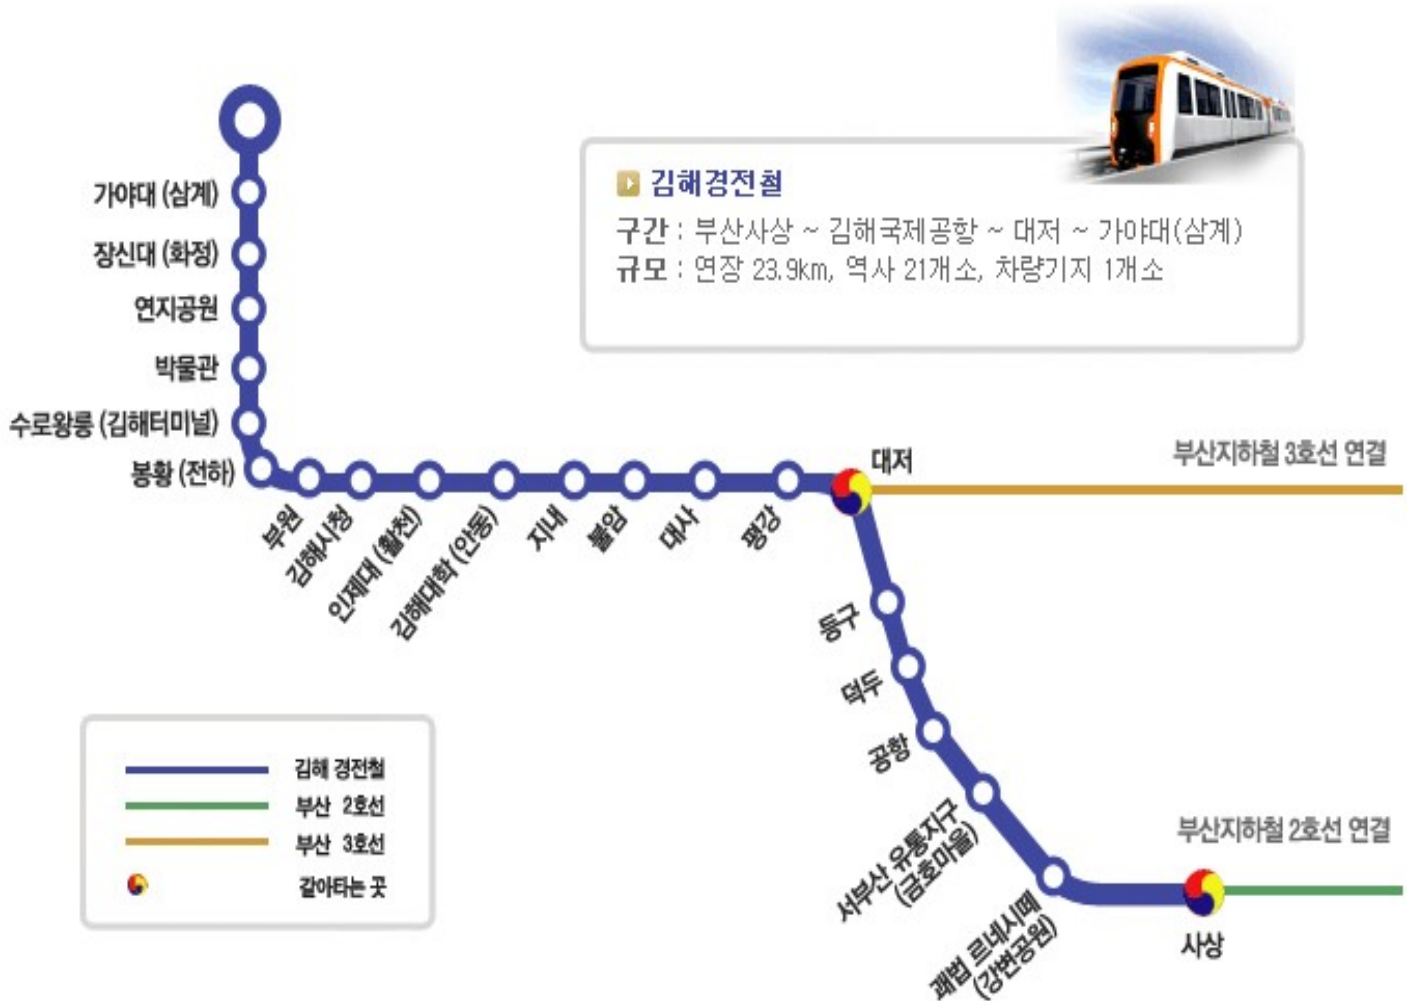 김해경전철
구간 : 부산사상 ~ 김해국제공항 ~ 대저 ~ 가야대(삼계)
규모 : 연장 23.9km, 역사 21개소, 차량기지 1개소
가야대 (삼계)
장신대 (화정)
연지공원
박물관
수로왕릉 (김해터미널)
봉황 (전하)
부원
김해시청
인제대 (활천)
김해대학 (안동)
지내
불암
대사
평강
대저
부산지하철 3호선 연결
등구
덕두
공항
서부산 유통지구
(금호마을)
괘법 르네시떼
(강변공원)
사상
부산지하철 2호선 연결
김해 경전철
부산 2호선
부산 3호선
갈아타는 곳